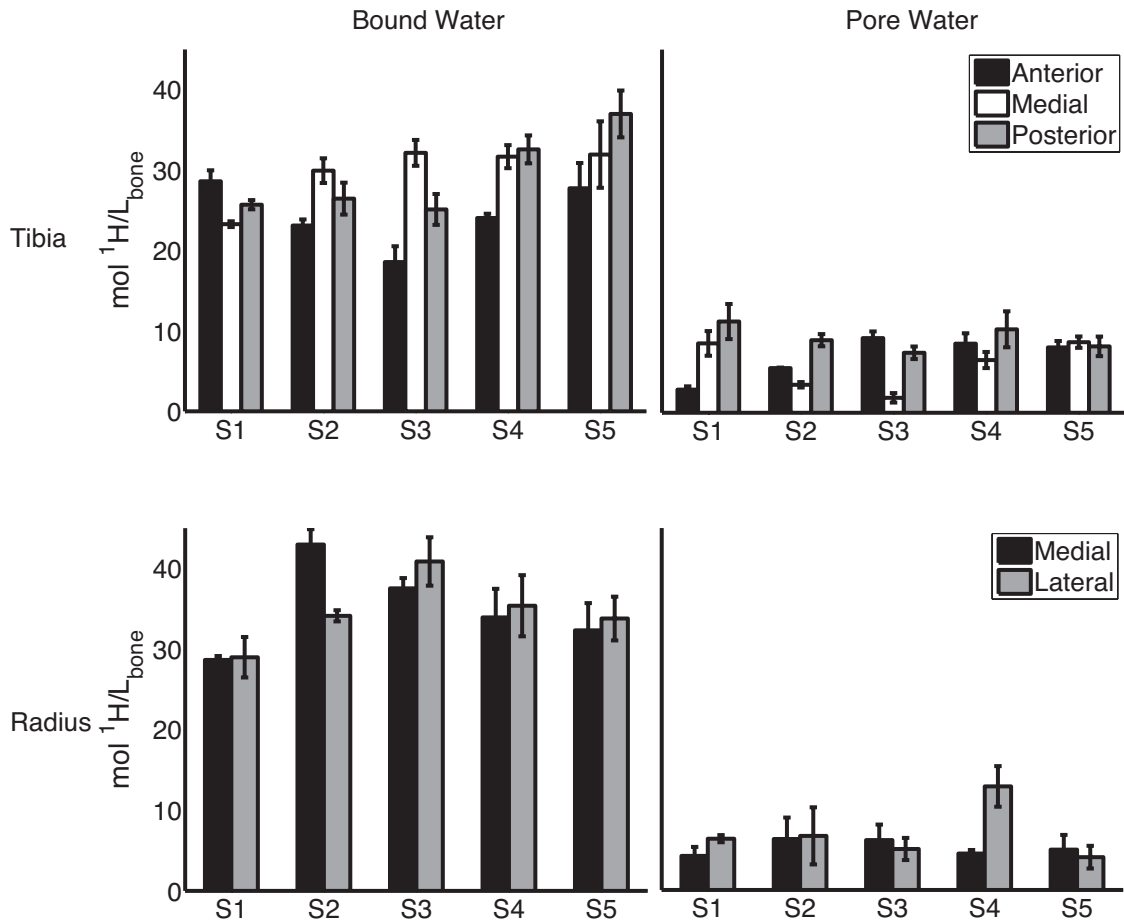 Bound Water
Pore Water
Tibia
mol ¹H/L_bone
40
30
20
10
0
S1 S2 S3 S4 S5
Anterior
Medial
Posterior
S1 S2 S3 S4 S5
Radius
mol ¹H/L_bone
40
30
20
10
0
S1 S2 S3 S4 S5
Medial
Lateral
S1 S2 S3 S4 S5